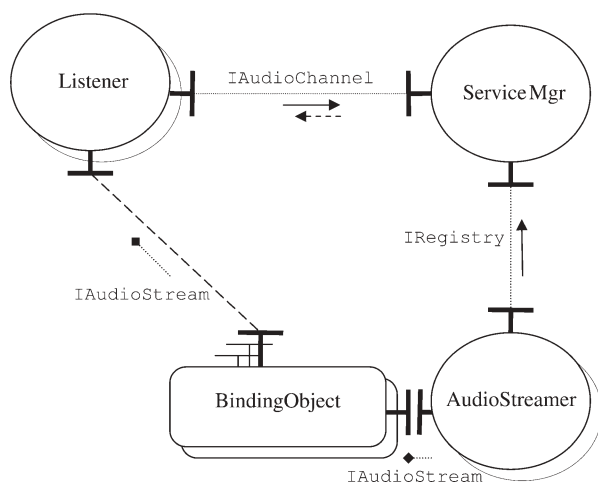 Listener
IAudioChannel
ServiceMgr
IRegistry
IAudioStream
BindingObject
AudioStreamer
IAudioStream